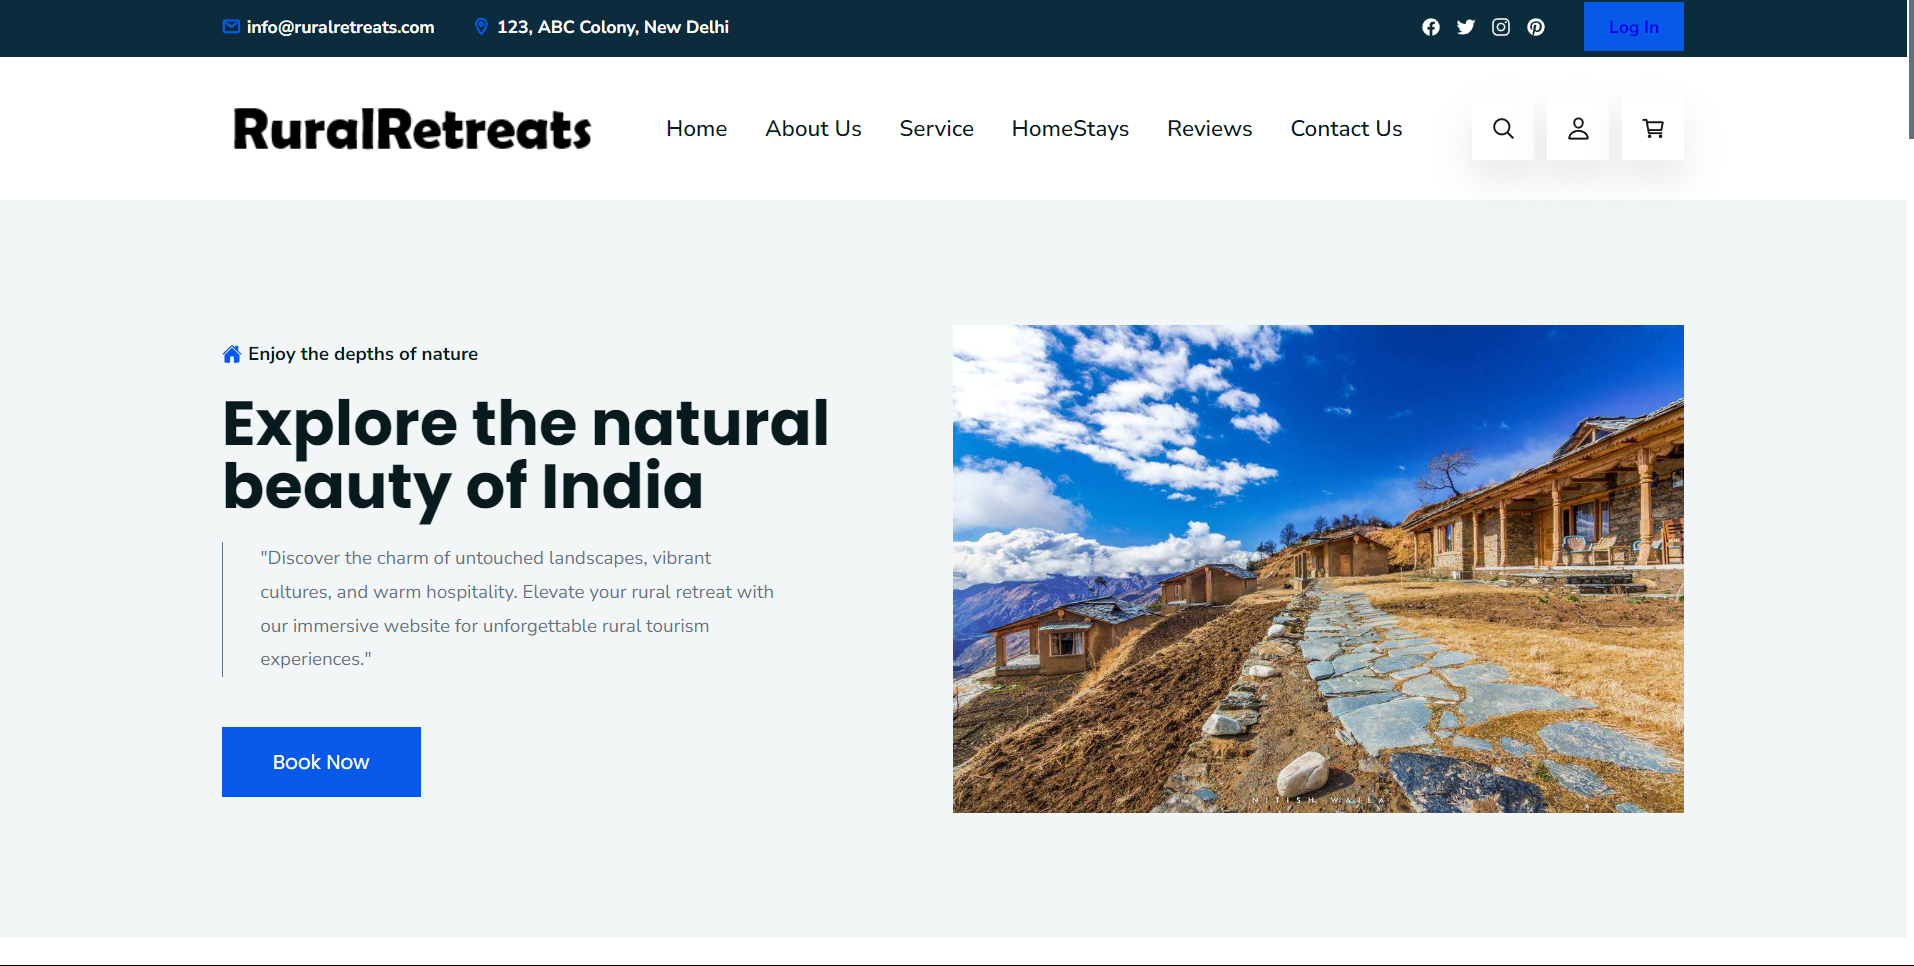 info@ruralretreats.com
123, ABC Colony, New Delhi
Log In
RuralRetreats
Home
About Us
Service
HomeStays
Reviews
Contact Us
Enjoy the depths of nature
Explore the natural
beauty of India
"Discover the charm of untouched landscapes, vibrant
cultures, and warm hospitality. Elevate your rural retreat with
our immersive website for unforgettable rural tourism
experiences."
Book Now
NITISH WALIA